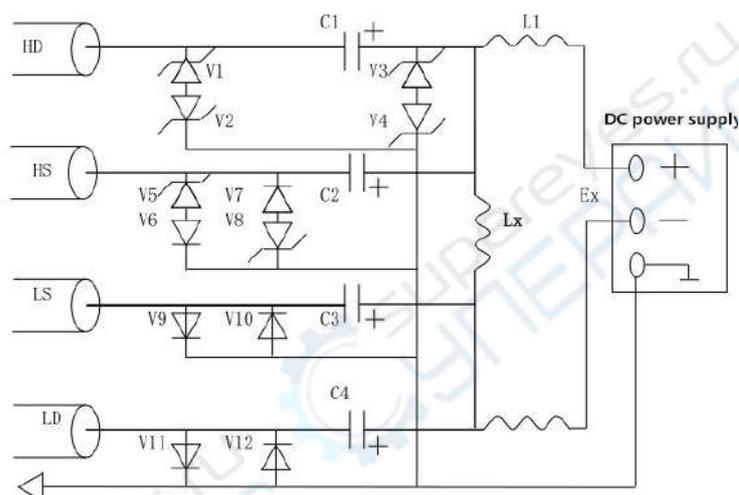 C1 +
L1
HD
V1
V3
V2
V4
DC power supply
+
HS
V5
V7
C2 +
Ex
V6
V8
Lx
−
LS
V9
V10
C3 +
C4
LD
V11
V12
+
supereyes.ru
СУПЕРАЙС